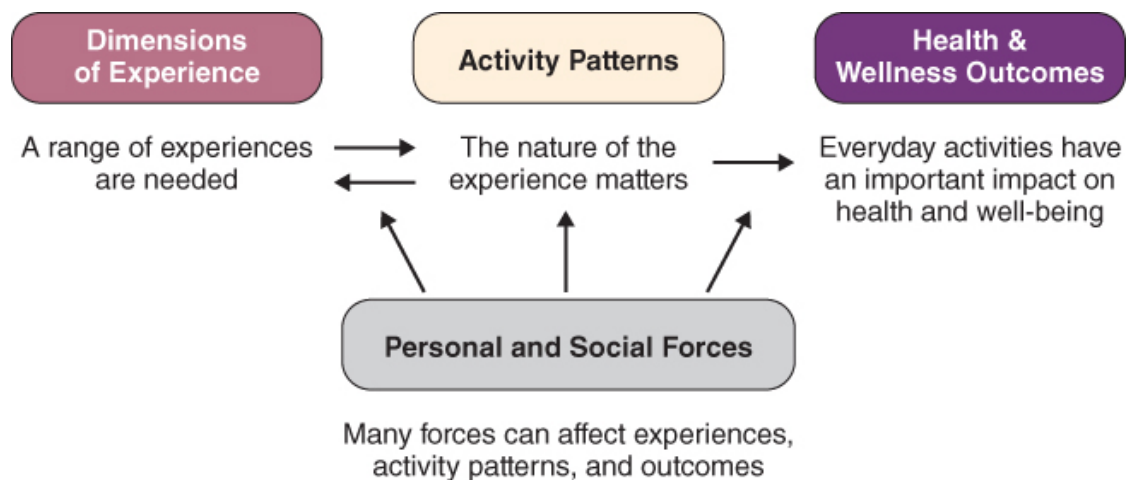 Dimensions
of Experience
Activity Patterns
Health &
Wellness Outcomes
A range of experiences
are needed
The nature of the
experience matters
Everyday activities have
an important impact on
health and well-being
Personal and Social Forces
Many forces can affect experiences,
activity patterns, and outcomes